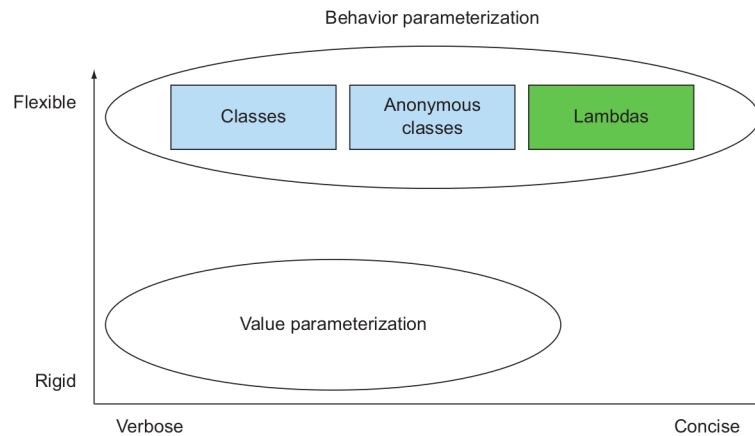 Behavior parameterization
Flexible
Classes
Anonymous
classes
Lambdas
Value parameterization
Rigid
Verbose
Concise